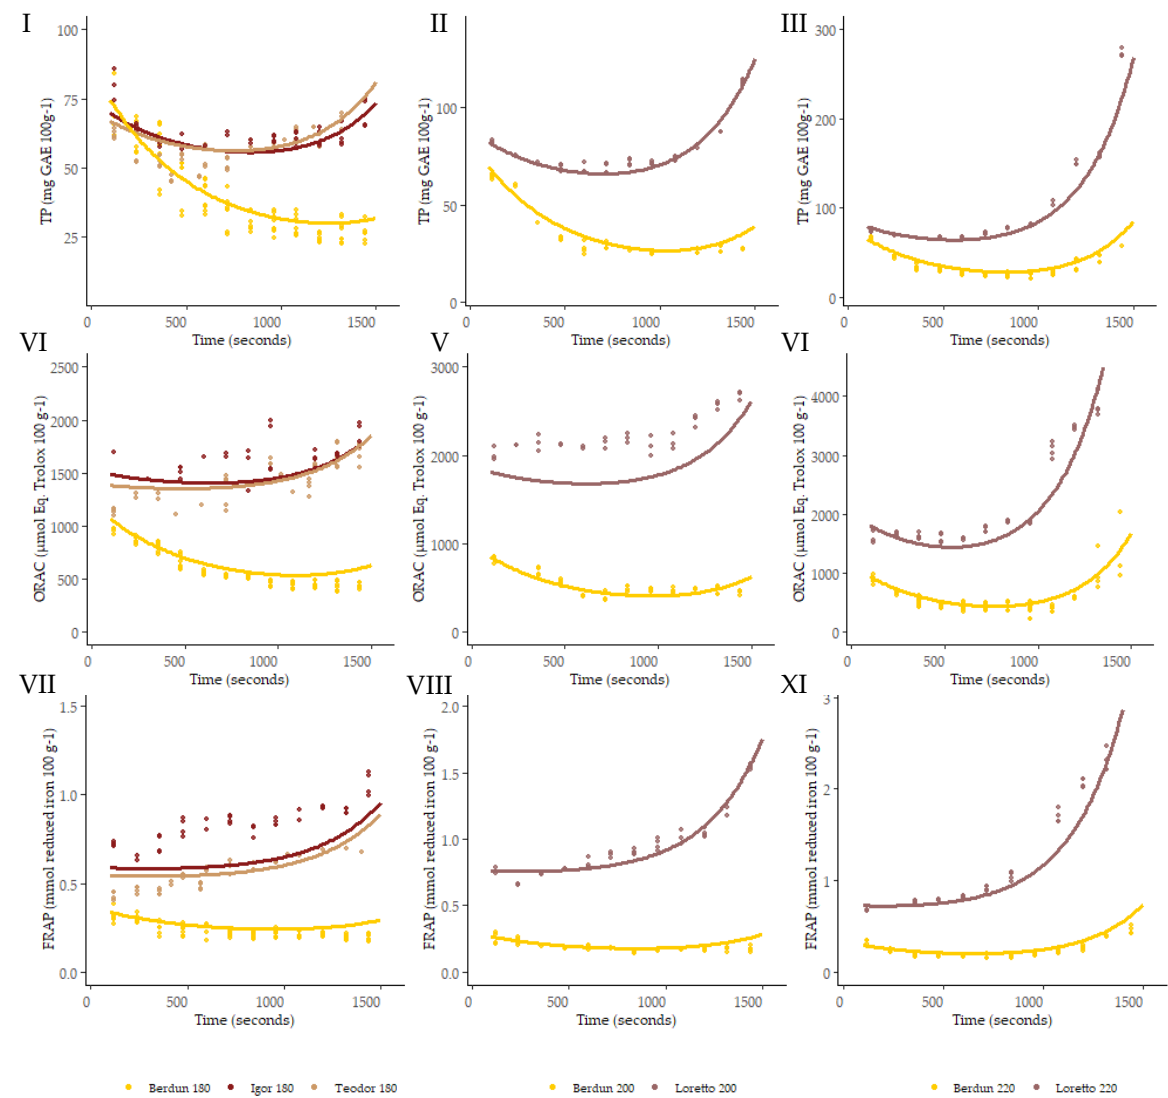 I
II
III
100
75
50
25
TP (mg GAE 100g-1)
0
500
1000
1500
Time (seconds)
100
50
0
TP (mg GAE 100g-1)
0
500
1000
1500
Time (seconds)
300
200
100
0
TP (mg GAE 100g-1)
0
500
1000
1500
Time (seconds)
VI
V
VI
2500
2000
1500
1000
500
0
ORAC (µmol Eq. Trolox 100 g-1)
0
500
1000
1500
Time (seconds)
3000
2000
1000
0
ORAC (µmol Eq. Trolox 100 g-1)
0
500
1000
1500
Time (seconds)
4000
3000
2000
1000
0
ORAC (µmol Eq. Trolox 100 g-1)
0
500
1000
1500
Time (seconds)
VII
VIII
XI
1.5
1.0
0.5
0.0
FRAP (mmol reduced iron 100 g-1)
0
500
1000
1500
Time (seconds)
2.0
1.5
1.0
0.5
0.0
FRAP (mmol reduced iron 100 g-1)
0
500
1000
1500
Time (seconds)
3
2
1
0
FRAP (mmol reduced iron 100 g-1)
0
500
1000
1500
Time (seconds)
Berdun 180 Igor 180 Teodor 180
Berdun 200 Loretto 200
Berdun 220 Loretto 220